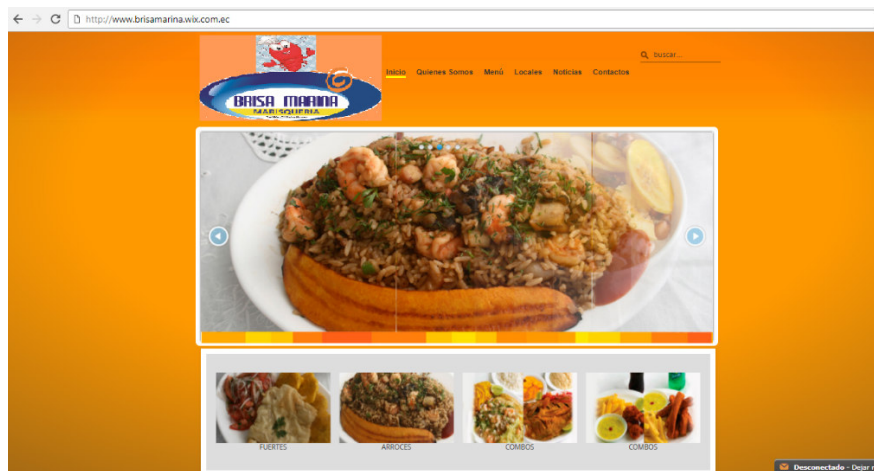 http://www.brisamarina.wix.com.ec
buscar...
BRISA MARINA
MARISQUERIA
Inicio Quienes Somos Menú Locales Noticias Contactos
FUERTES ARROCES COMBOS COMBOS
Desconectado - Dejar